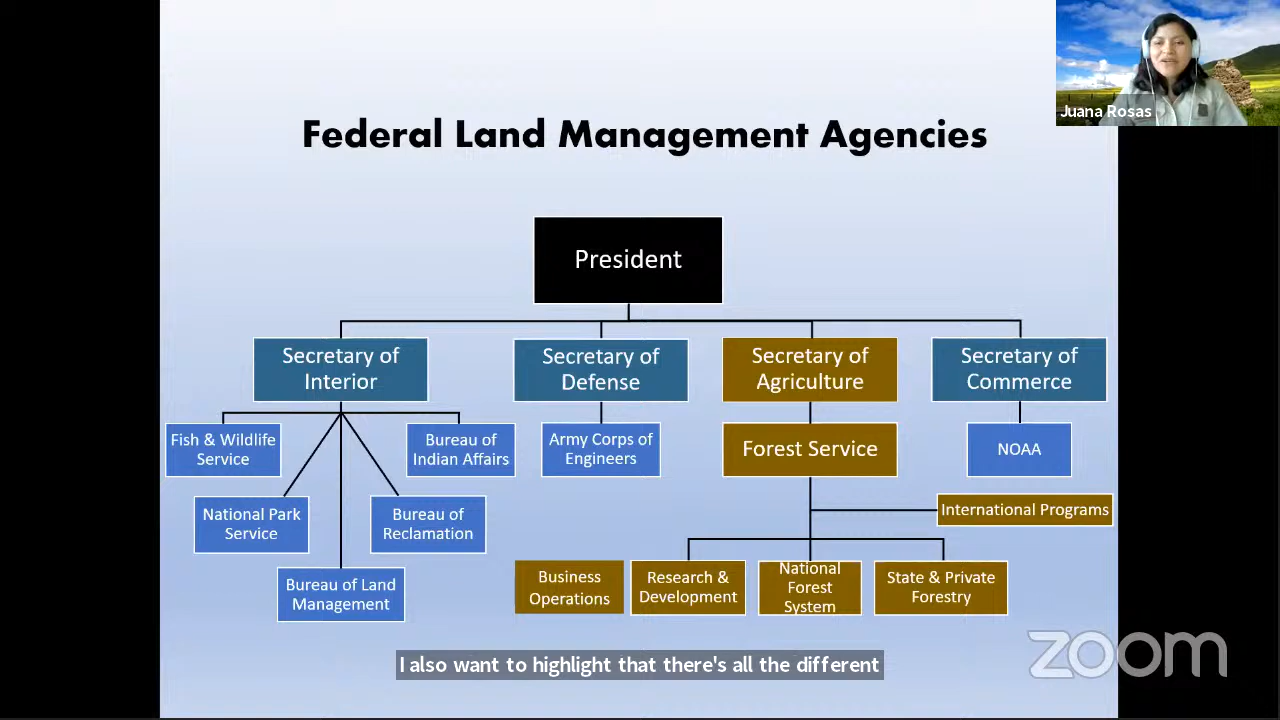 Juana Rosas
Federal Land Management Agencies
President
Secretary of
Interior
Secretary of
Defense
Secretary of
Agriculture
Secretary of
Commerce
Fish & Wildlife
Service
Bureau of
Indian Affairs
Army Corps of
Engineers
Forest Service
NOAA
National Park
Service
Bureau of
Reclamation
International Programs
Bureau of Land
Management
Business
Operations
Research &
Development
National
Forest
System
State & Private
Forestry
zoom
I also want to highlight that there's all the different